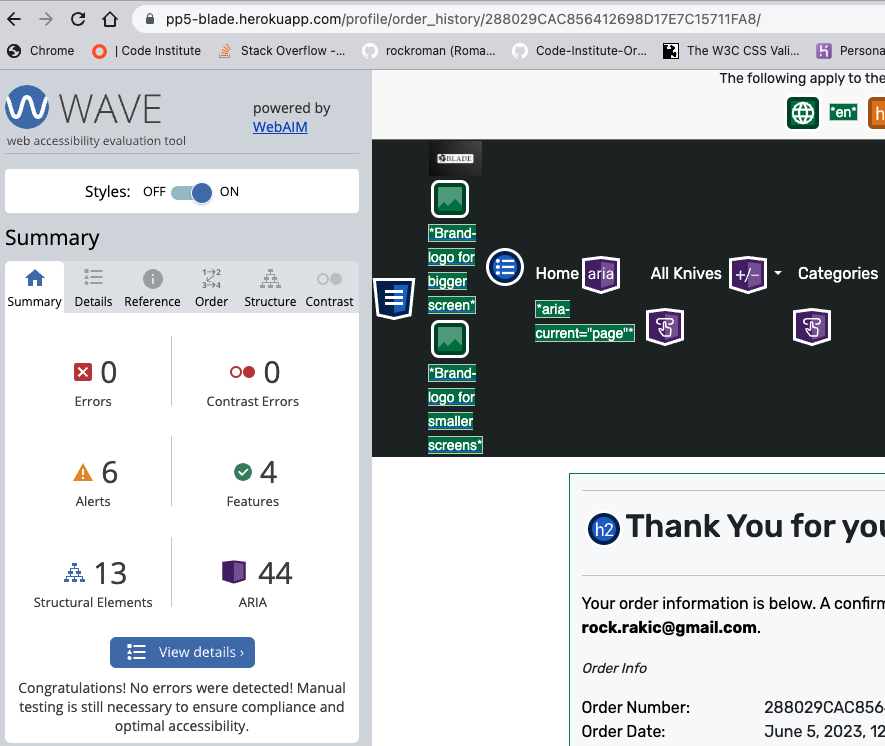 pp5-blade.herokuapp.com/profile/order_history/288029CAC856412698D17E7C15711FA8/
Chrome
| Code Institute
Stack Overflow -...
rockroman (Roma...
Code-Institute-Or...
The W3C CSS Vali...
Persona
WAVE
web accessibility evaluation tool
powered by
WebAIM
Styles: OFF ON
Summary
Summary Details Reference Order Structure Contrast
0
Errors
0
Contrast Errors
6
Alerts
4
Features
13
Structural Elements
44
ARIA
View details ›
Congratulations! No errors were detected! Manual
testing is still necessary to ensure compliance and
optimal accessibility.
The following apply to the
*en*
h
BLADE
*Brand-
logo for
bigger
screen*
*Brand-
logo for
smaller
screens*
Home aria
*aria-
current="page"*
All Knives +/-
Categories
h2 Thank You for you
Your order information is below. A confirm
rock.rakic@gmail.com.
Order Info
Order Number: 288029CAC856
Order Date: June 5, 2023, 12